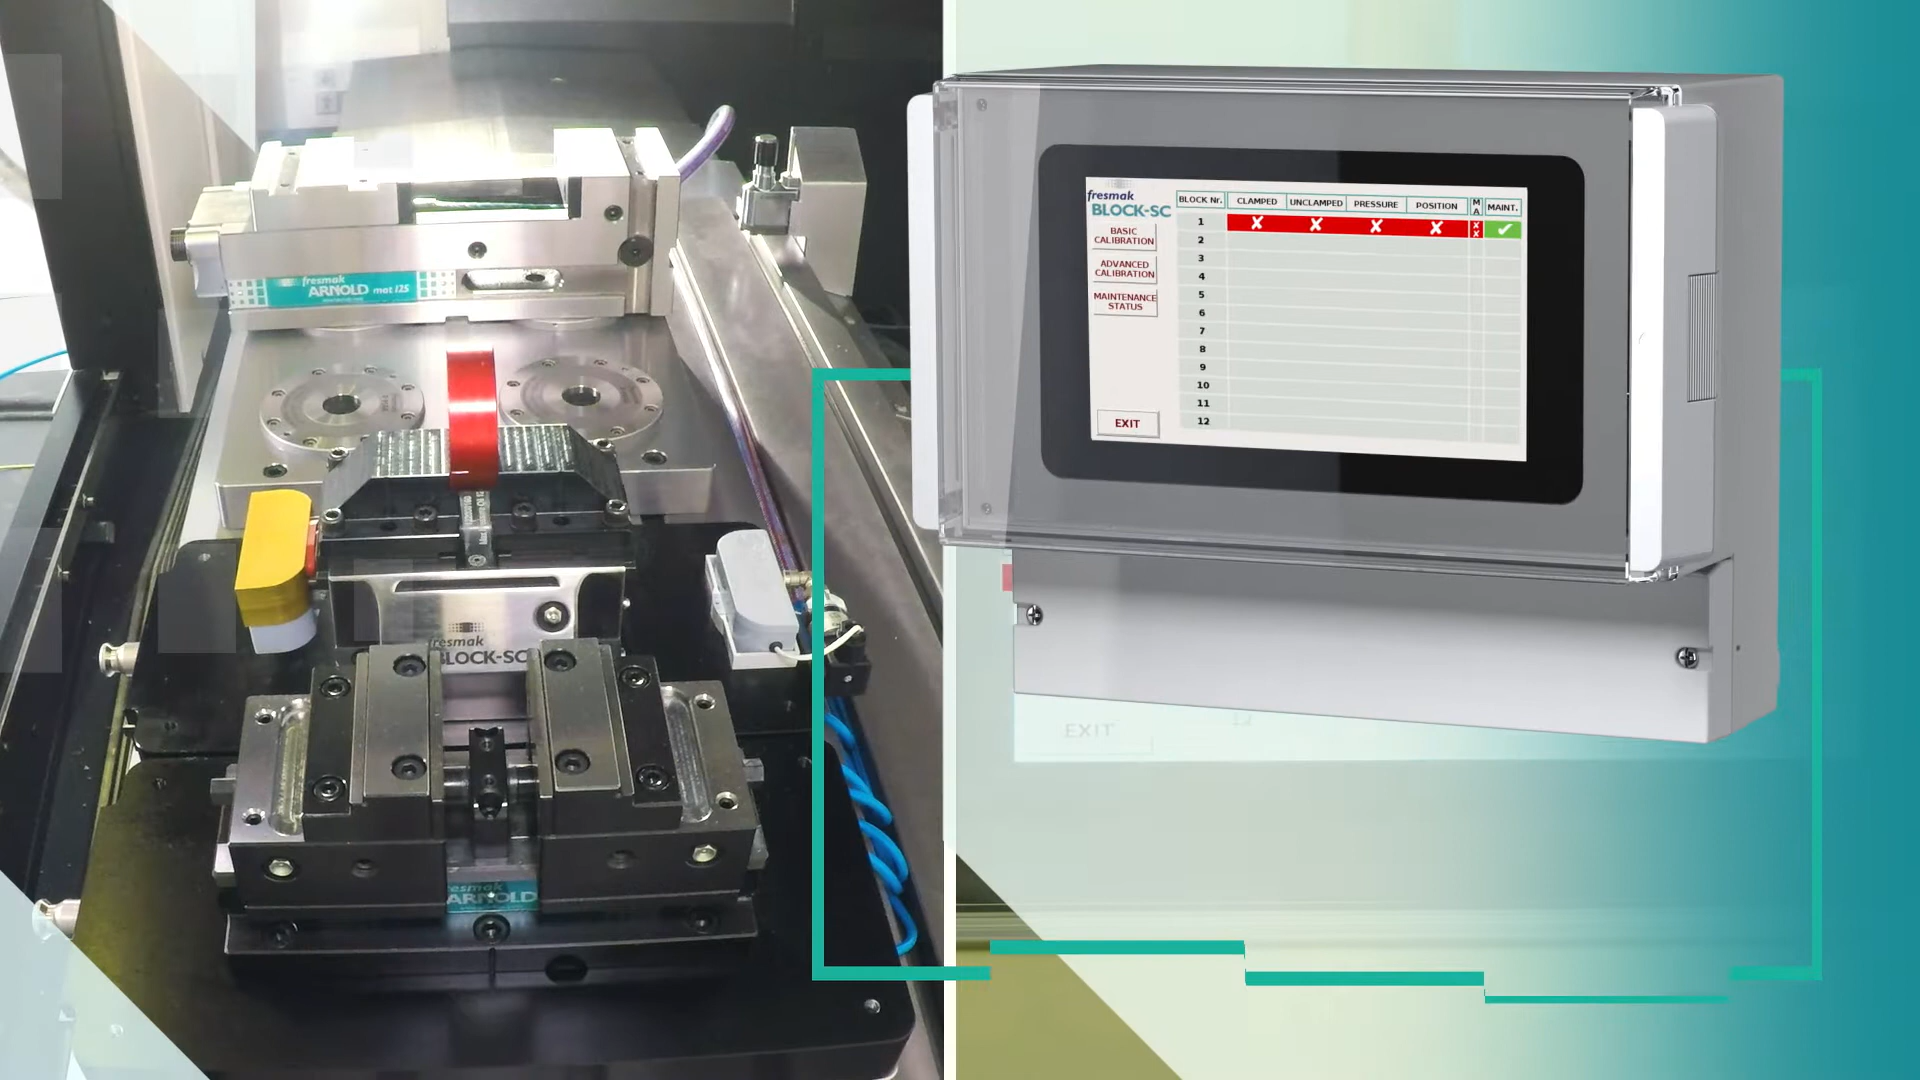 fresmak
ARNOLD mat 125
fresmak
BLOCK-SC
fresmak
ARNOLD
fresmak
BLOCK-SC
BASIC
CALIBRATION
ADVANCED
CALIBRATION
MAINTENANCE
STATUS
EXIT
BLOCK Nr. CLAMPED UNCLAMPED PRESSURE POSITION M A MAINT.
1 X X X X X X ✓
2
3
4
5
6
7
8
9
10
11
12
EXIT
12